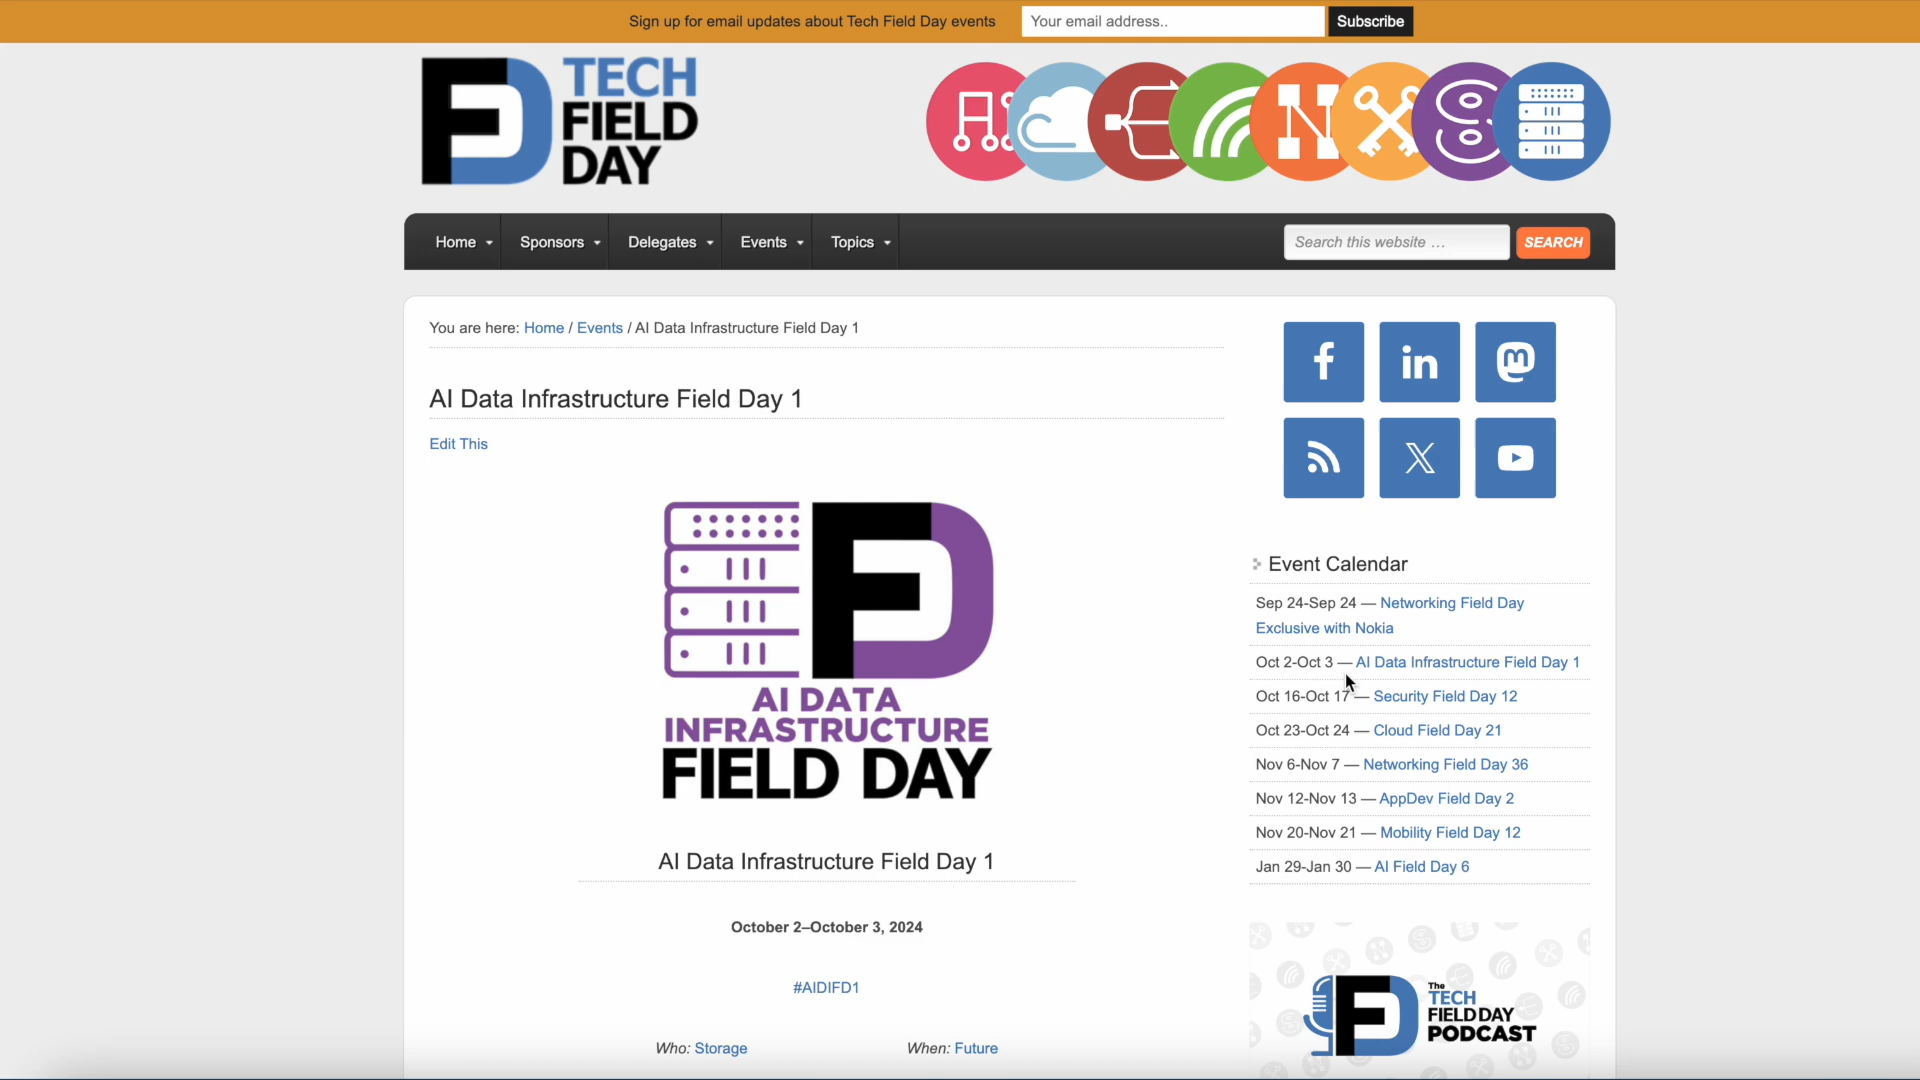 Sign up for email updates about Tech Field Day events
Your email address..
Subscribe
TECH
FIELD
DAY
Home
Sponsors
Delegates
Events
Topics
Search this website …
SEARCH
You are here: Home / Events / AI Data Infrastructure Field Day 1
AI Data Infrastructure Field Day 1
Edit This
AI DATA
INFRASTRUCTURE
FIELD DAY
AI Data Infrastructure Field Day 1
October 2–October 3, 2024
#AIDIFD1
Who: Storage
When: Future
Event Calendar
Sep 24-Sep 24 — Networking Field Day
Exclusive with Nokia
Oct 2-Oct 3 — AI Data Infrastructure Field Day 1
Oct 16-Oct 17 — Security Field Day 12
Oct 23-Oct 24 — Cloud Field Day 21
Nov 6-Nov 7 — Networking Field Day 36
Nov 12-Nov 13 — AppDev Field Day 2
Nov 20-Nov 21 — Mobility Field Day 12
Jan 29-Jan 30 — AI Field Day 6
The
TECH
FIELD DAY
PODCAST